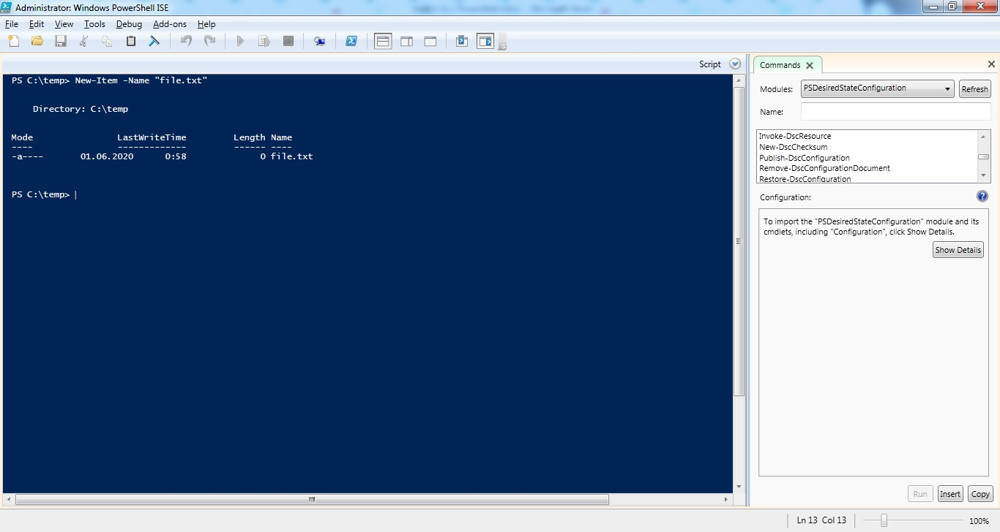 Administrator: Windows PowerShell ISE
File Edit View Tools Debug Add-ons Help
Script
PS C:\temp> New-Item -Name "file.txt"
Directory: C:\temp
Mode LastWriteTime Length Name
---- ------------- ------ ----
-a---- 01.06.2020 0:58 0 file.txt
PS C:\temp>
Commands
Modules: PSDesiredStateConfiguration Refresh
Name:
Invoke-DscResource
New-DscChecksum
Publish-DscConfiguration
Remove-DscConfigurationDocument
Restore-DscConfiguration
Configuration:
To import the "PSDesiredStateConfiguration" module and its
cmdlets, including "Configuration", click Show Details.
Show Details
Run Insert Copy
Ln 13 Col 13 100%